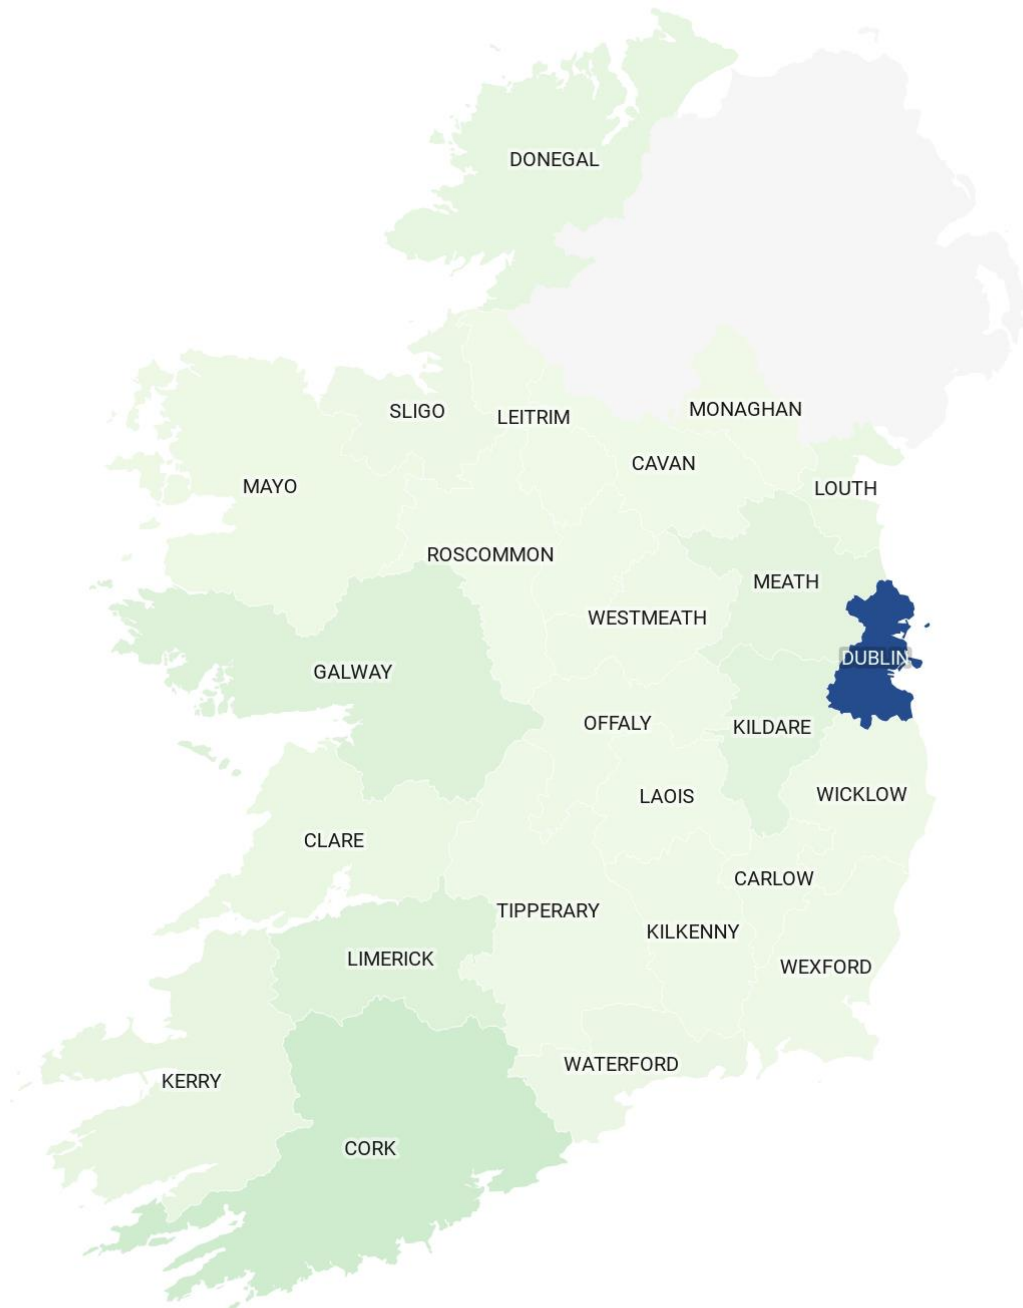 DONEGAL
MONAGHAN
SLIGO
LEITRIM
CAVAN
MAYO
LOUTH
ROSCOMMON
MEATH
WESTMEATH
DUBLIN
GALWAY
OFFALY
KILDARE
WICKLOW
LAOIS
CLARE
CARLOW
TIPPERARY
KILKENNY
LIMERICK
WEXFORD
WATERFORD
KERRY
CORK